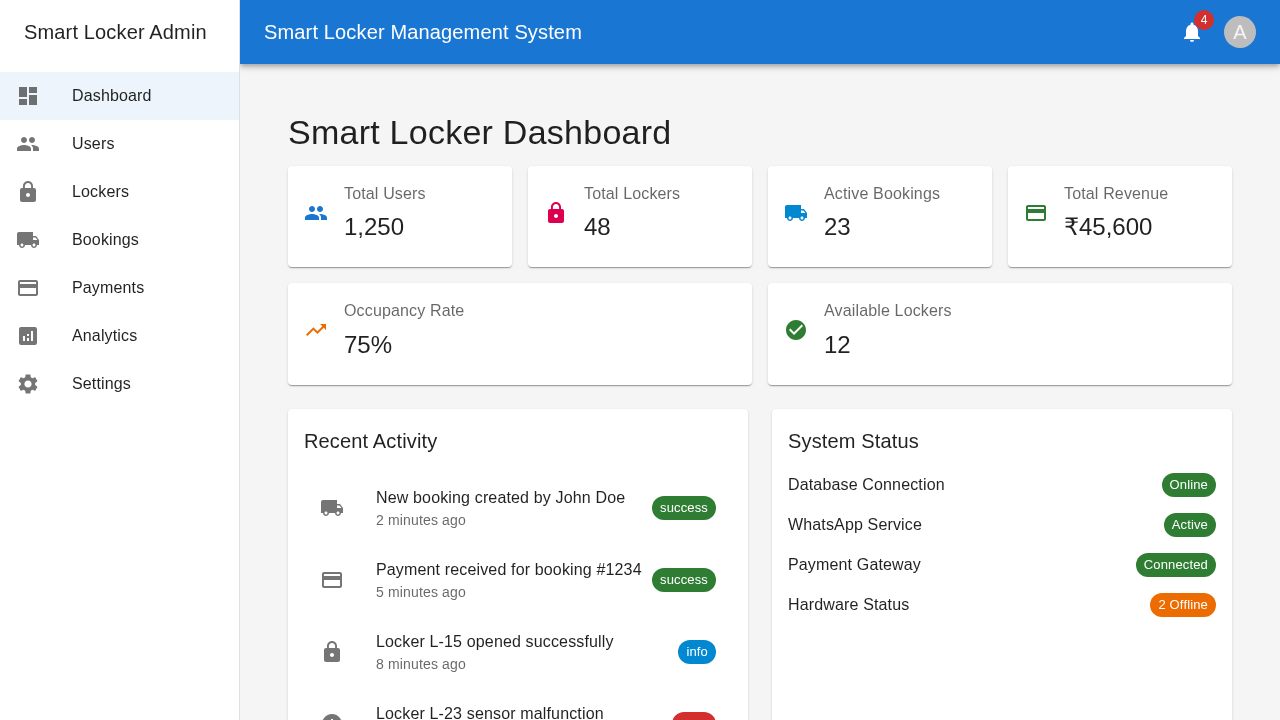 Smart Locker Admin
Smart Locker Management System
4
A
Dashboard
Users
Lockers
Bookings
Payments
Analytics
Settings
Smart Locker Dashboard
Total Users
1,250
Total Lockers
48
Active Bookings
23
Total Revenue
₹45,600
Occupancy Rate
75%
Available Lockers
12
Recent Activity
New booking created by John Doe
2 minutes ago
success
Payment received for booking #1234
5 minutes ago
success
Locker L-15 opened successfully
8 minutes ago
info
Locker L-23 sensor malfunction
System Status
Database Connection
Online
WhatsApp Service
Active
Payment Gateway
Connected
Hardware Status
2 Offline